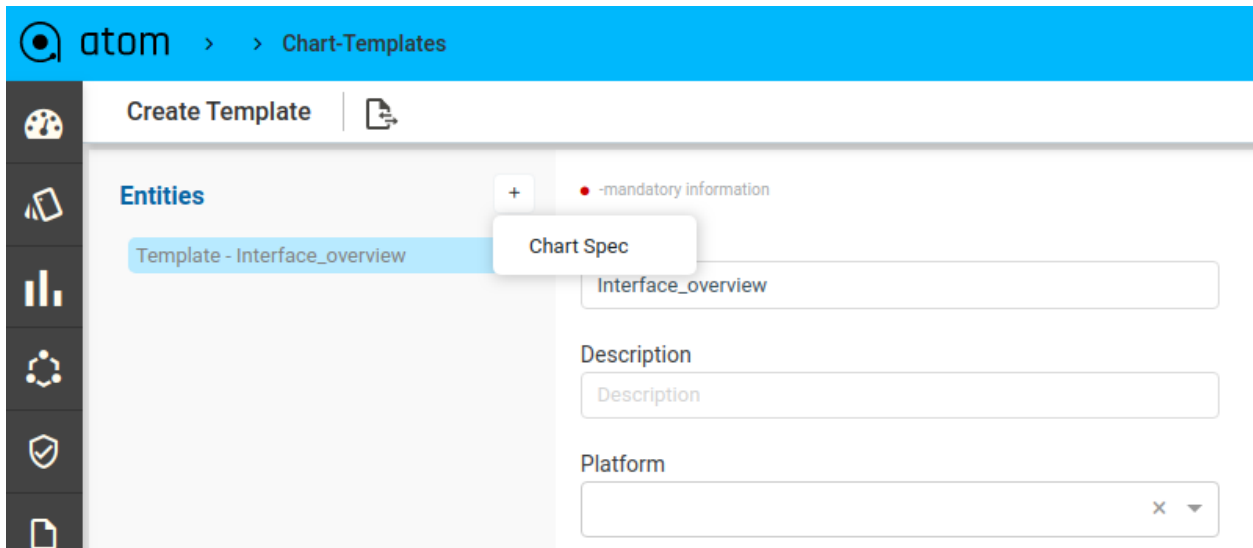 atom > > Chart-Templates
Create Template
Entities
+
• -mandatory information
Template - Interface_overview
Chart Spec
Interface_overview
Description
Description
Platform